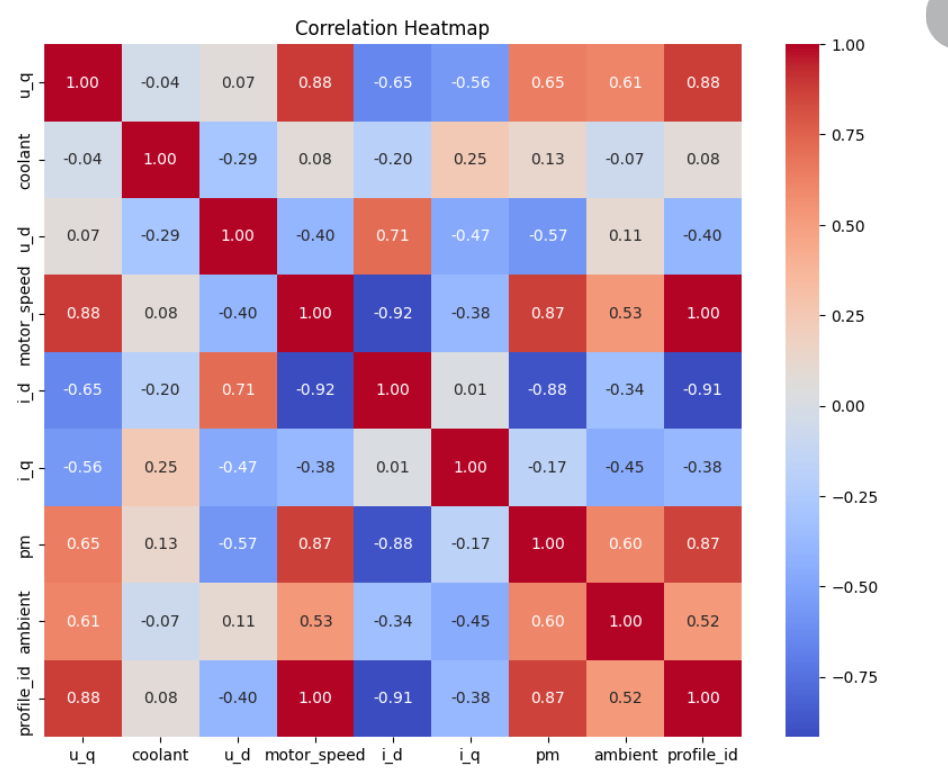 Correlation Heatmap
u_q 1.00 -0.04 0.07 0.88 -0.65 -0.56 0.65 0.61 0.88
coolant -0.04 1.00 -0.29 0.08 -0.20 0.25 0.13 -0.07 0.08
u_d 0.07 -0.29 1.00 -0.40 0.71 -0.47 -0.57 0.11 -0.40
motor_speed 0.88 0.08 -0.40 1.00 -0.92 -0.38 0.87 0.53 1.00
i_d -0.65 -0.20 0.71 -0.92 1.00 0.01 -0.88 -0.34 -0.91
i_q -0.56 0.25 -0.47 -0.38 0.01 1.00 -0.17 -0.45 -0.38
pm 0.65 0.13 -0.57 0.87 -0.88 -0.17 1.00 0.60 0.87
ambient 0.61 -0.07 0.11 0.53 -0.34 -0.45 0.60 1.00 0.52
profile_id 0.88 0.08 -0.40 1.00 -0.91 -0.38 0.87 0.52 1.00
u_q coolant u_d motor_speed i_d i_q pm ambient profile_id
1.00
0.75
0.50
0.25
0.00
−0.25
−0.50
−0.75